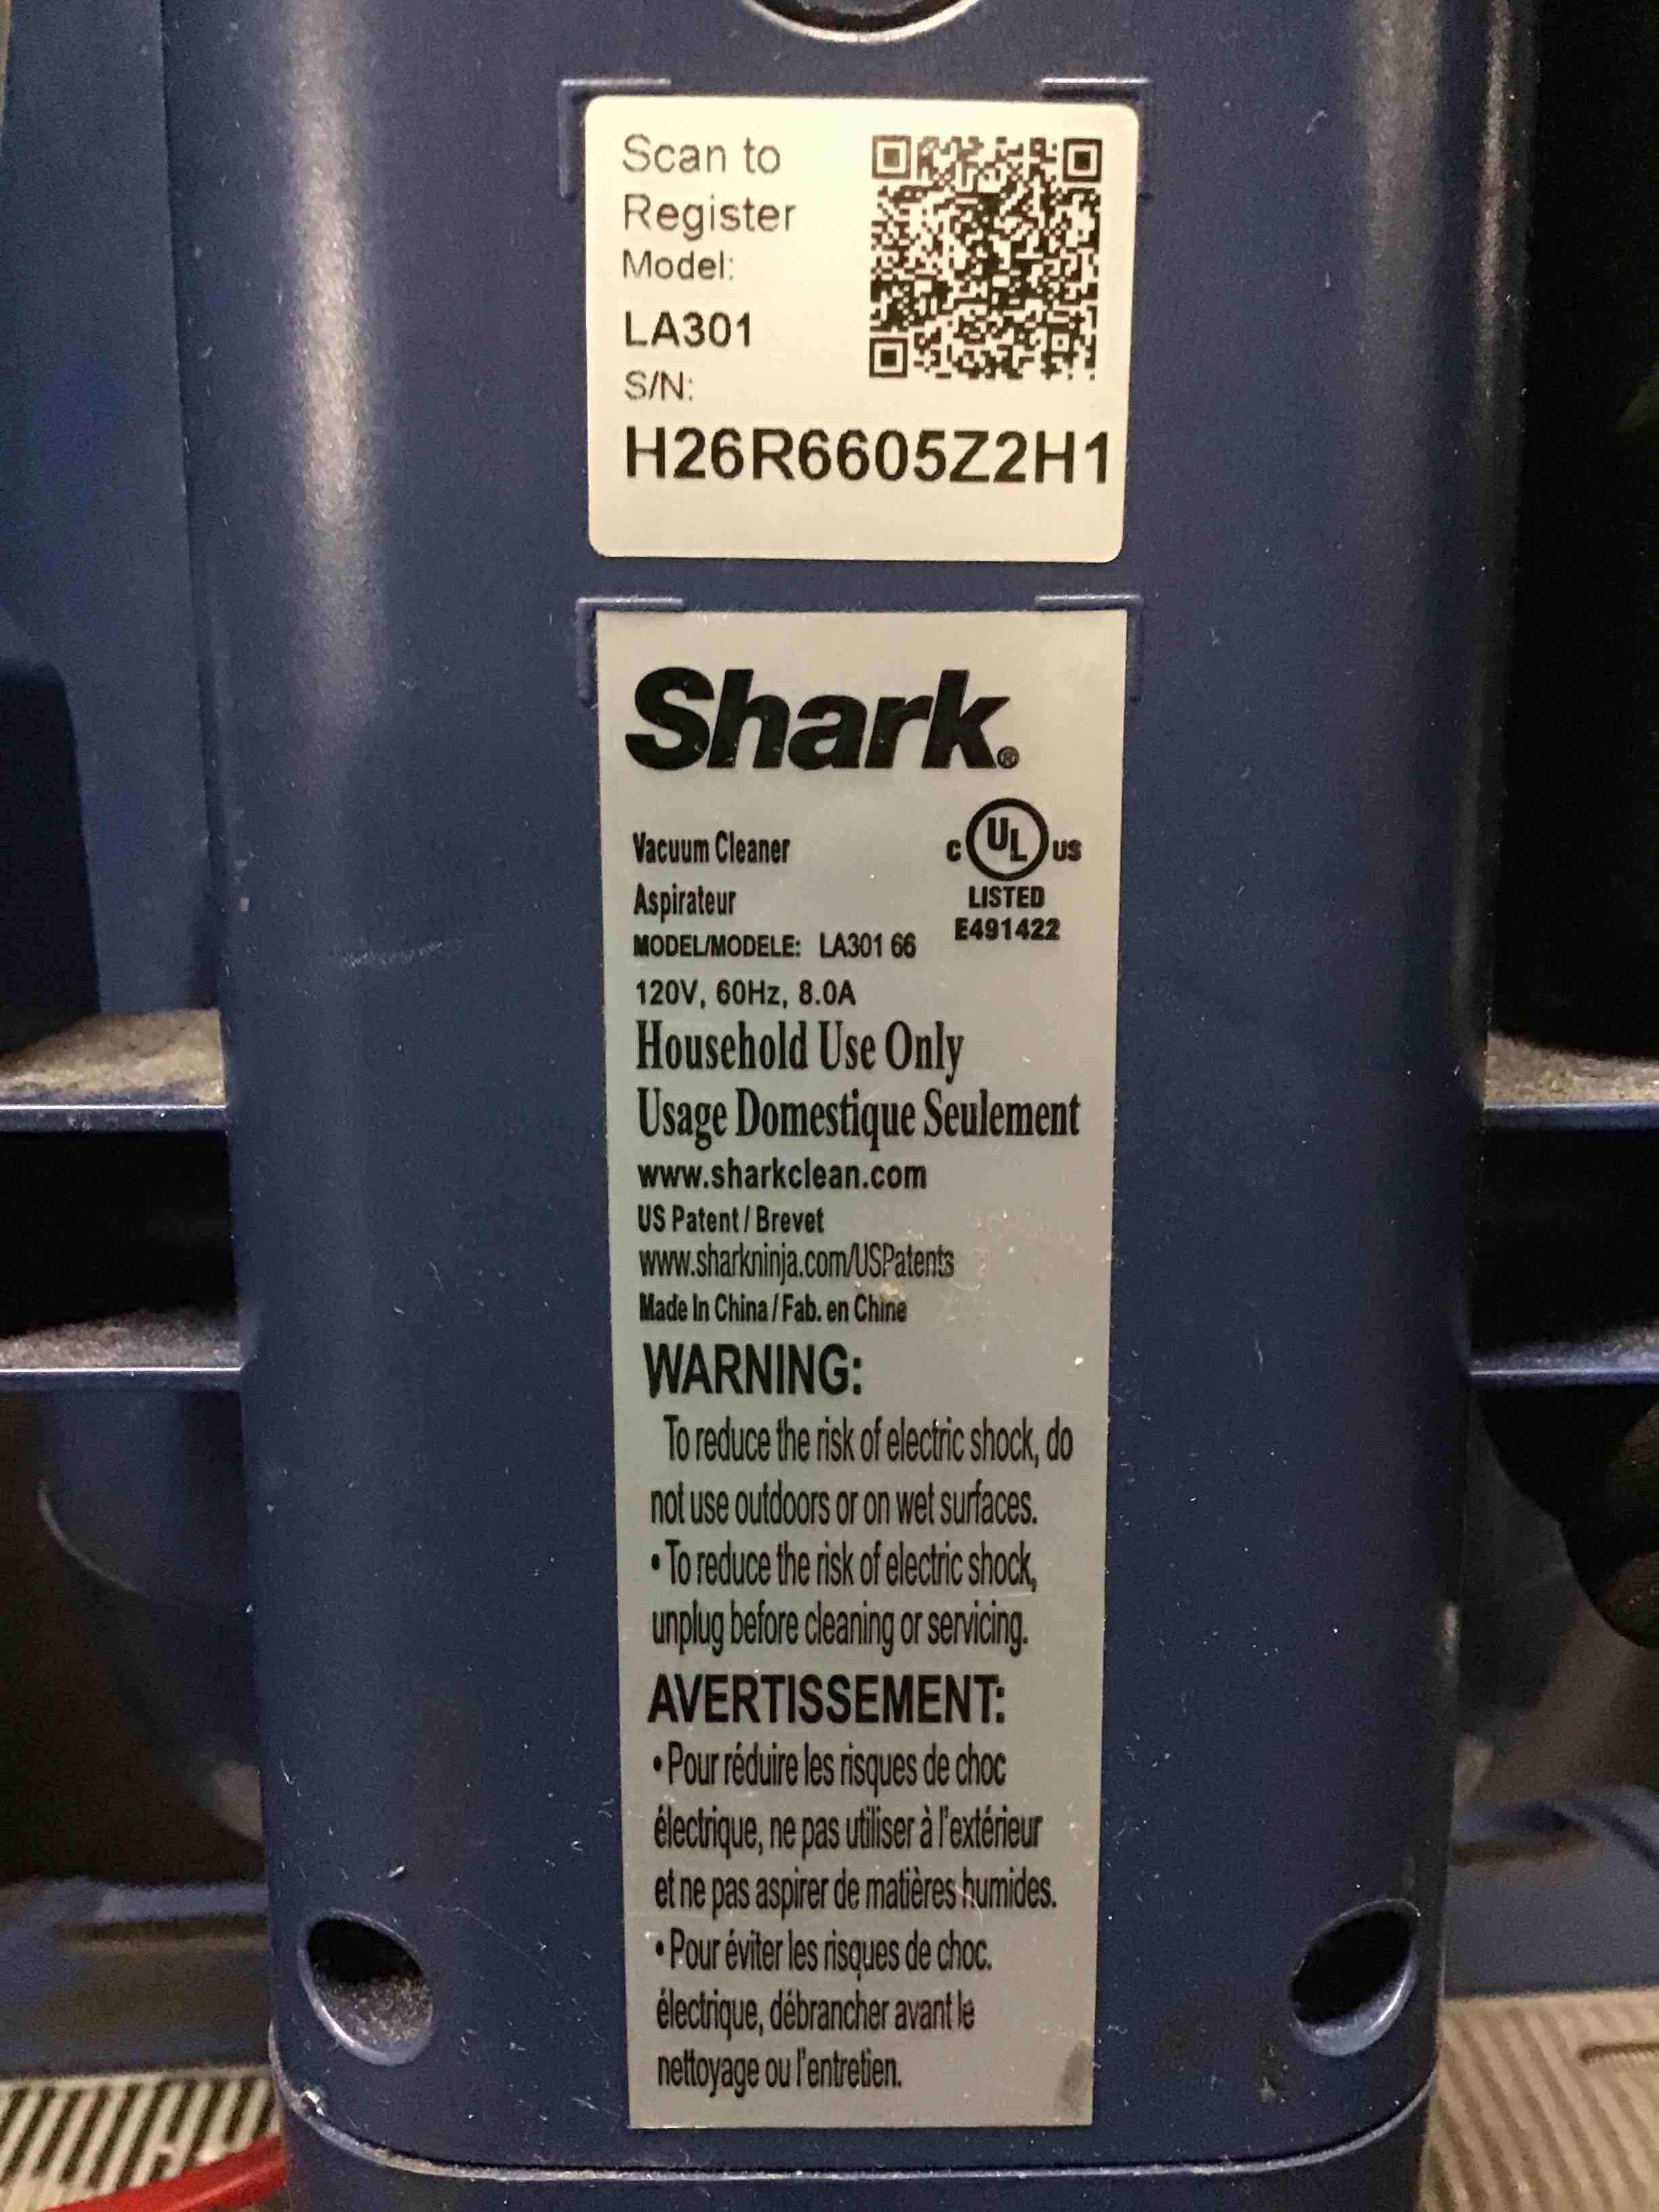 Scan to
Register
Model:
LA301
S/N:
H26R6605Z2H1
Shark®
Vacuum Cleaner
Aspirateur
C UL US
LISTED
E491422
MODEL/MODELE: LA301 66
120V, 60Hz, 8.0A
Household Use Only
Usage Domestique Seulement
www.sharkclean.com
US Patent / Brevet
www.sharkninja.com/USPatents
Made In China / Fab. en Chine
WARNING:
To reduce the risk of electric shock, do
not use outdoors or on wet surfaces.
• To reduce the risk of electric shock,
unplug before cleaning or servicing.
AVERTISSEMENT:
• Pour réduire les risques de choc
électrique, ne pas utiliser à l'extérieur
et ne pas aspirer de matières humides.
• Pour éviter les risques de choc.
électrique, débrancher avant le
nettoyage ou l'entretien.